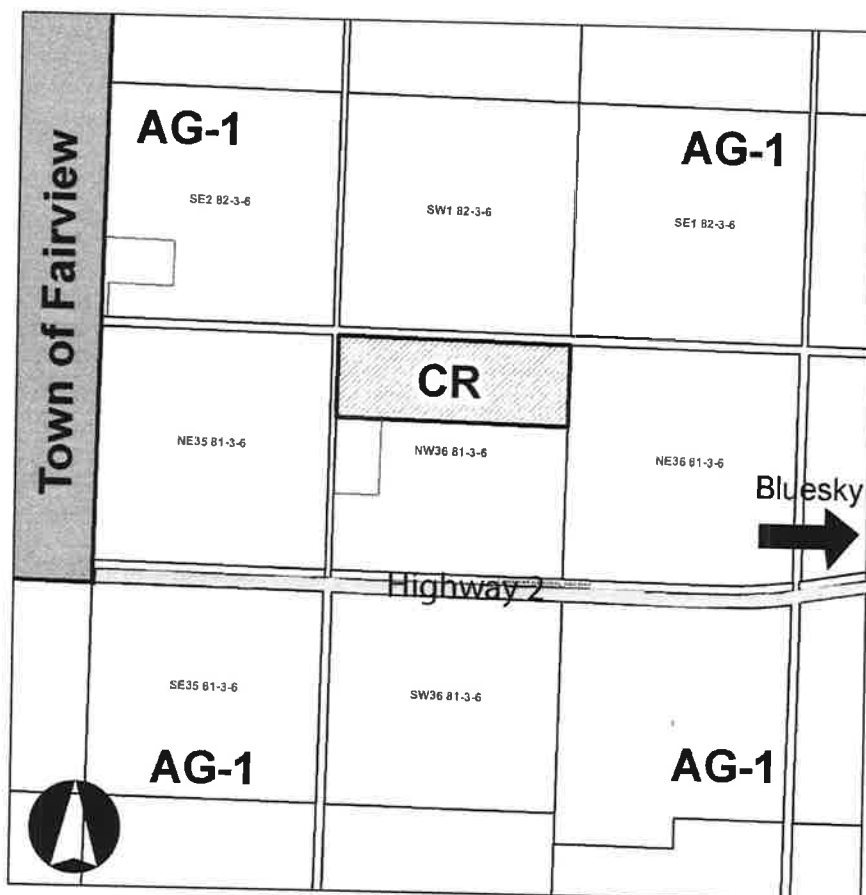 Town of Fairview
AG-1
AG-1
SE2 82-3-6
SW1 82-3-6
SE1 82-3-6
CR
NE35 81-3-6
NW36 81-3-6
NE36 81-3-6
Bluesky
Highway 2
SE35 81-3-6
SW36 81-3-6
AG-1
AG-1